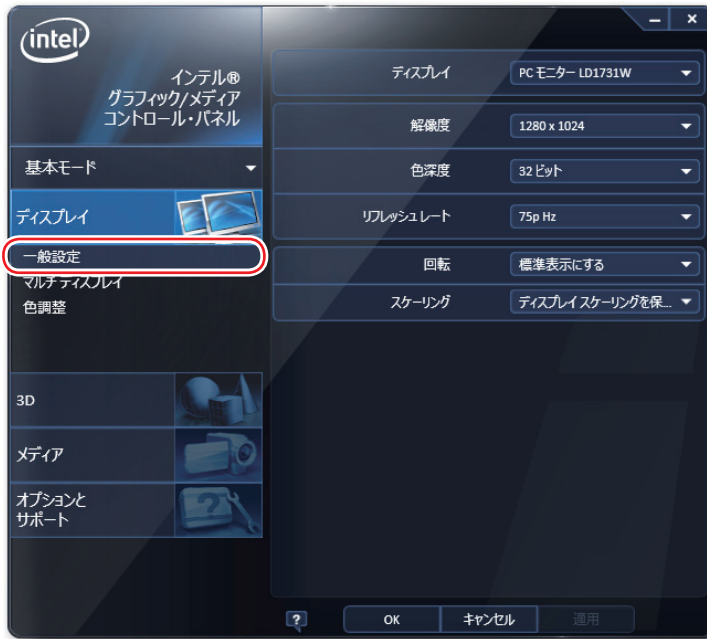 intel
インテル®
グラフィック/メディア
コントロール・パネル
基本モード
ディスプレイ
一般設定
マルチディスプレイ
色調整
3D
メディア
オプションと
サポート
ディスプレイ
PC モニター LD1731W
解像度
1280 x 1024
色深度
32 ビット
リフレッシュ レート
75p Hz
回転
標準表示にする
スケーリング
ディスプレイ スケーリングを保...
?
OK
キャンセル
適用